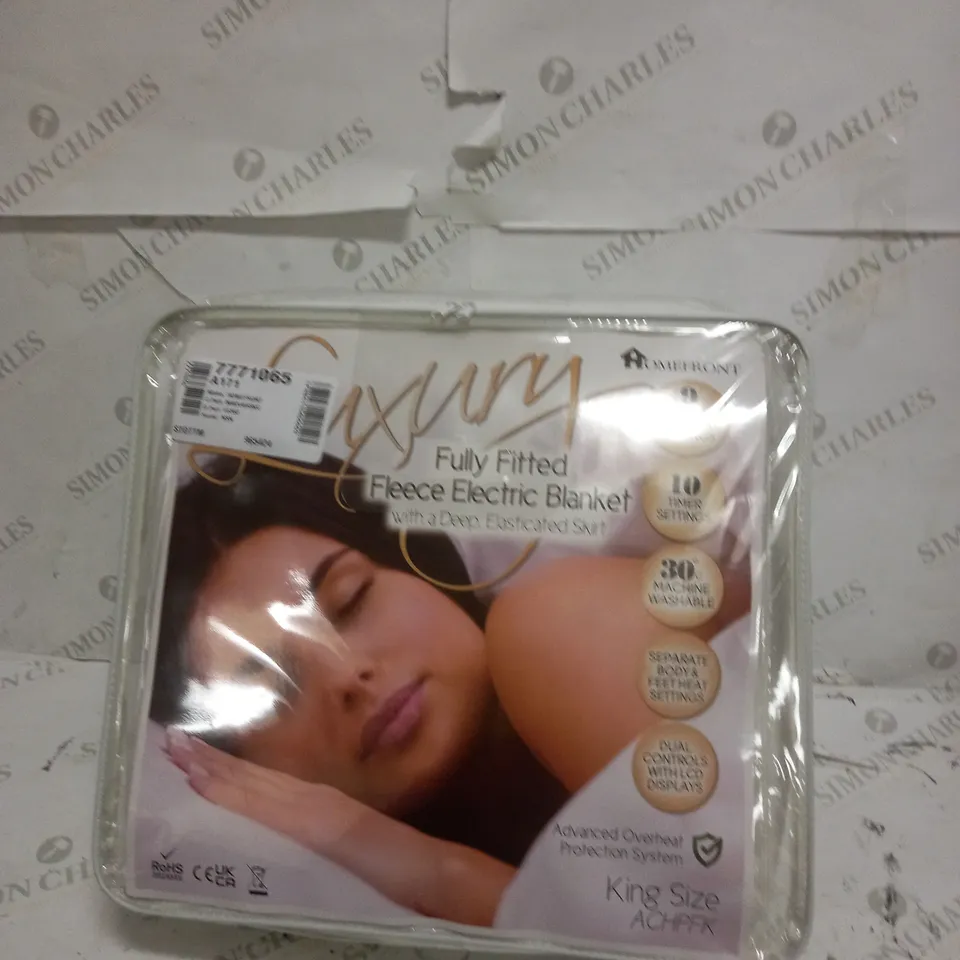 SIMON CHARLES
7771065
A171
Luxury
HOMEFRONT
Fully Fitted
Fleece Electric Blanket
with a Deep, Elasticated Skirt
9
10
TIMER
SETTINGS
30°
MACHINE
WASHABLE
SEPARATE
BODY &
FEET HEAT
SETTINGS
DUAL
CONTROLS
WITH LCD
DISPLAYS
Advanced Overheat
Protection System
King Size
ACHPFK
RoHS
CE UK
CA